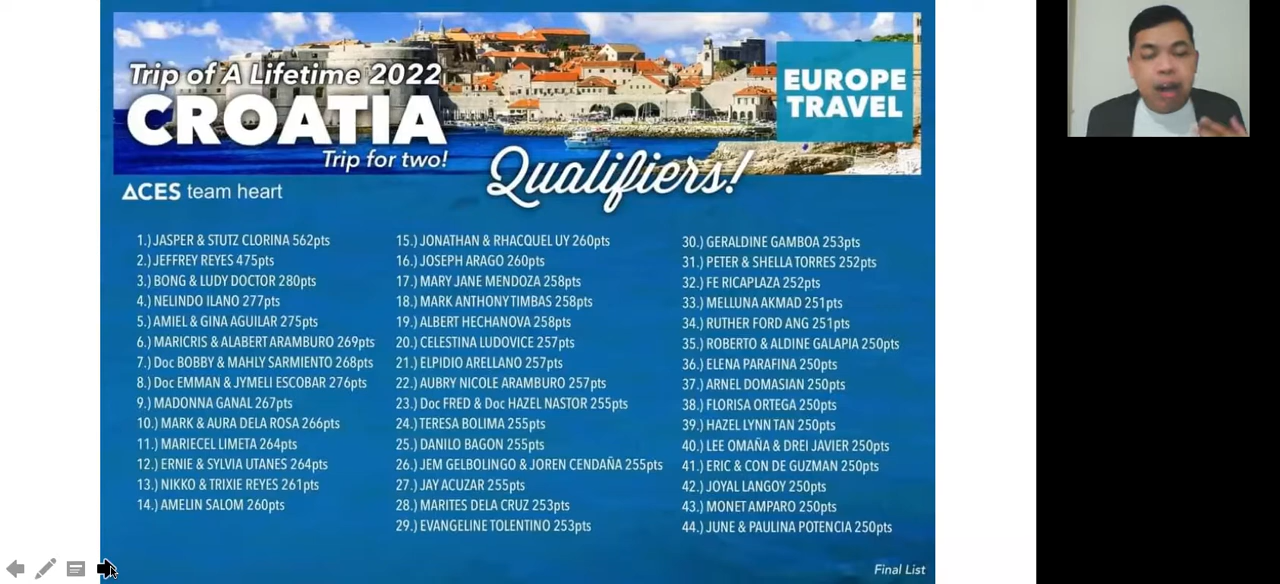 Trip of A Lifetime 2022
CROATIA
Trip for two!
EUROPE
TRAVEL
Qualifiers!
ACES team heart
1.) JASPER & STUTZ CLORINA 562pts
2.) JEFFREY REYES 475pts
3.) BONG & LUDY DOCTOR 280pts
4.) NELINDO ILANO 277pts
5.) AMIEL & GINA AGUILAR 275pts
6.) MARICRIS & ALABERT ARAMBURO 269pts
7.) Doc BOBBY & MAHLY SARMIENTO 268pts
8.) Doc EMMAN & JYMELI ESCOBAR 276pts
9.) MADONNA GANAL 267pts
10.) MARK & AURA DELA ROSA 266pts
11.) MARIECEL LIMETA 264pts
12.) ERNIE & SYLVIA UTANES 264pts
13.) NIKKO & TRIXIE REYES 261pts
14.) AMELIN SALOM 260pts
15.) JONATHAN & RHACQUEL UY 260pts
16.) JOSEPH ARAGO 260pts
17.) MARY JANE MENDOZA 258pts
18.) MARK ANTHONY TIMBAS 258pts
19.) ALBERT HECHANOVA 258pts
20.) CELESTINA LUDOVICE 257pts
21.) ELPIDIO ARELLANO 257pts
22.) AUBRY NICOLE ARAMBURO 257pts
23.) Doc FRED & Doc HAZEL NASTOR 255pts
24.) TERESA BOLIMA 255pts
25.) DANILO BAGON 255pts
26.) JEM GELBOLINGO & JOREN CENDAÑA 255pts
27.) JAY ACUZAR 255pts
28.) MARITES DELA CRUZ 253pts
29.) EVANGELINE TOLENTINO 253pts
30.) GERALDINE GAMBOA 253pts
31.) PETER & SHELLA TORRES 252pts
32.) FE RICAPLAZA 252pts
33.) MELLUNA AKMAD 251pts
34.) RUTHER FORD ANG 251pts
35.) ROBERTO & ALDINE GALAPIA 250pts
36.) ELENA PARAFINA 250pts
37.) ARNEL DOMASIAN 250pts
38.) FLORISA ORTEGA 250pts
39.) HAZEL LYNN TAN 250pts
40.) LEE OMAÑA & DREI JAVIER 250pts
41.) ERIC & CON DE GUZMAN 250pts
42.) JOYAL LANGOY 250pts
43.) MONET AMPARO 250pts
44.) JUNE & PAULINA POTENCIA 250pts
Final List